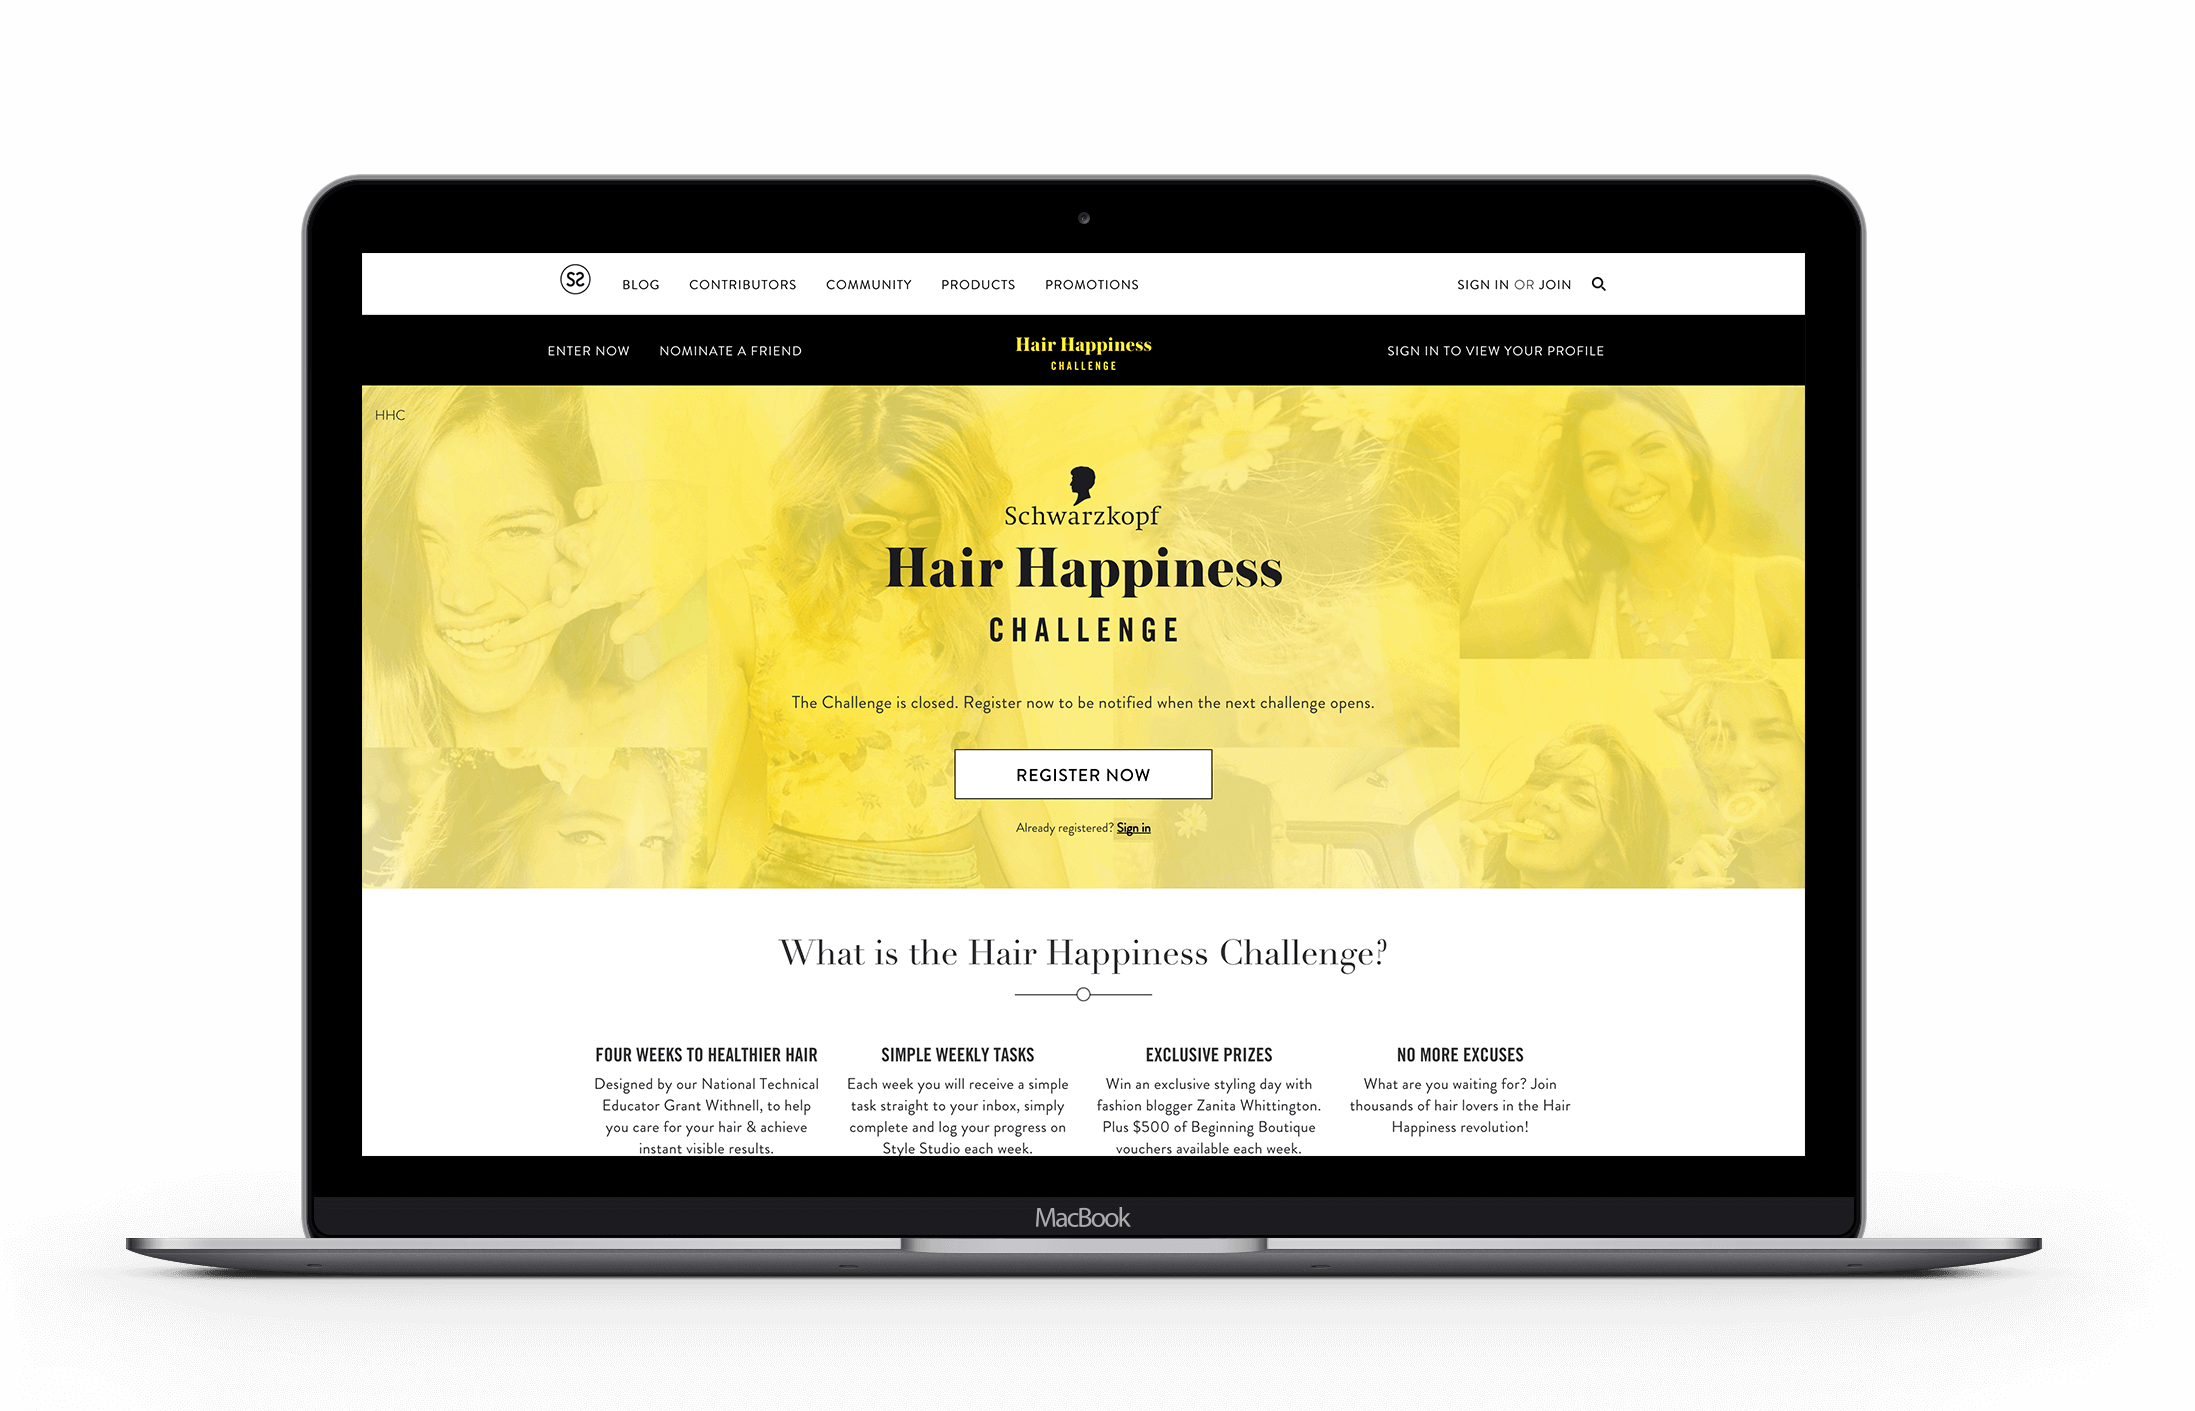 SS BLOG CONTRIBUTORS COMMUNITY PRODUCTS PROMOTIONS SIGN IN OR JOIN
ENTER NOW NOMINATE A FRIEND Hair Happiness CHALLENGE SIGN IN TO VIEW YOUR PROFILE
HHC
Schwarzkopf
Hair Happiness
CHALLENGE
The Challenge is closed. Register now to be notified when the next challenge opens.
REGISTER NOW
Already registered? Sign in
What is the Hair Happiness Challenge?
FOUR WEEKS TO HEALTHIER HAIR
Designed by our National Technical
Educator Grant Withnell, to help
you care for your hair & achieve
instant visible results.
SIMPLE WEEKLY TASKS
Each week you will receive a simple
task straight to your inbox, simply
complete and log your progress on
Style Studio each week.
EXCLUSIVE PRIZES
Win an exclusive styling day with
fashion blogger Zanita Whittington.
Plus $500 of Beginning Boutique
vouchers available each week.
NO MORE EXCUSES
What are you waiting for? Join
thousands of hair lovers in the Hair
Happiness revolution!
MacBook